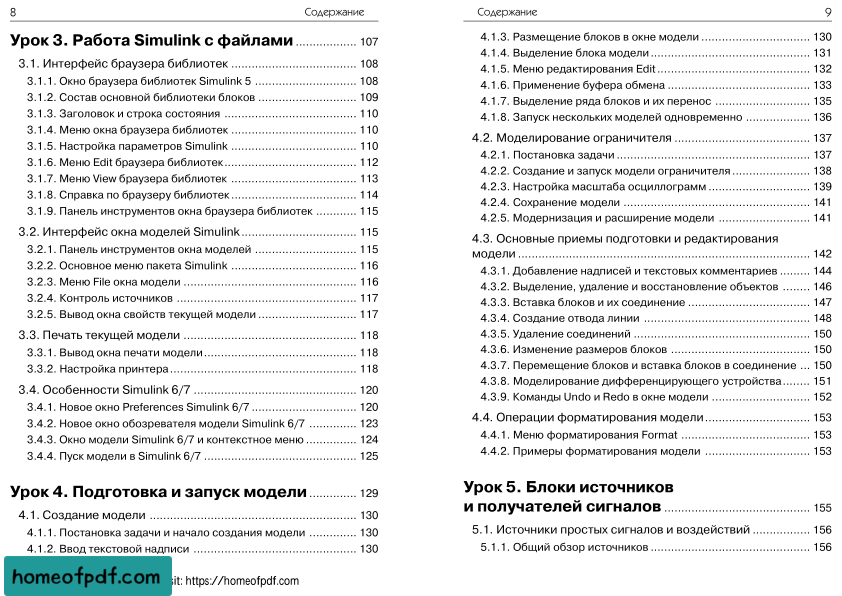 8
Содержание
Урок 3. Работа Simulink с файлами .................. 107
3.1. Интерфейс браузера библиотек ..................................... 108
3.1.1. Окно браузера библиотек Simulink 5 ............................... 108
3.1.2. Состав основной библиотеки блоков ............................. 109
3.1.3. Заголовок и строка состояния ....................................... 110
3.1.4. Меню окна браузера библиотек ..................................... 110
3.1.5. Настройка параметров Simulink ..................................... 110
3.1.6. Меню Edit браузера библиотек ....................................... 112
3.1.7. Меню View браузера библиотек ..................................... 113
3.1.8. Справка по браузеру библиотек ..................................... 114
3.1.9. Панель инструментов окна браузера библиотек ............ 115
3.2. Интерфейс окна моделей Simulink .................................. 115
3.2.1. Панель инструментов окна моделей .............................. 115
3.2.2. Основное меню пакета Simulink ..................................... 116
3.2.3. Меню File окна модели .................................................... 116
3.2.4. Контроль источников ...................................................... 117
3.2.5. Вывод окна свойств текущей модели ............................. 117
3.3. Печать текущей модели .................................................... 118
3.3.1. Вывод окна печати модели ............................................. 118
3.3.2. Настройка принтера ........................................................ 118
3.4. Особенности Simulink 6/7 ................................................. 120
3.4.1. Новое окно Preferences Simulink 6/7 ............................... 120
3.4.2. Новое окно обозревателя модели Simulink 6/7 .............. 123
3.4.3. Окно модели Simulink 6/7 и контекстное меню ............... 124
3.4.4. Пуск модели в Simulink 6/7 ............................................. 125
Урок 4. Подготовка и запуск модели .............. 129
4.1. Создание модели .............................................................. 130
4.1.1. Постановка задачи и начало создания модели .............. 130
4.1.2. Ввод текстовой надписи ................................................. 130
homeofpdf.com
sit: https://homeofpdf.com
Содержание
9
4.1.3. Размещение блоков в окне модели ................................ 130
4.1.4. Выделение блока модели ............................................... 131
4.1.5. Меню редактирования Edit ............................................. 132
4.1.6. Применение буфера обмена ........................................... 133
4.1.7. Выделение ряда блоков и их перенос ............................ 135
4.1.8. Запуск нескольких моделей одновременно ................... 136
4.2. Моделирование ограничителя ........................................ 137
4.2.1. Постановка задачи .......................................................... 137
4.2.2. Создание и запуск модели ограничителя ....................... 138
4.2.3. Настройка масштаба осциллограмм .............................. 139
4.2.4. Сохранение модели ........................................................ 141
4.2.5. Модернизация и расширение модели ............................ 141
4.3. Основные приемы подготовки и редактирования
модели ...................................................................................... 142
4.3.1. Добавление надписей и текстовых комментариев ......... 144
4.3.2. Выделение, удаление и восстановление объектов ........ 146
4.3.3. Вставка блоков и их соединение ..................................... 147
4.3.4. Создание отвода линии .................................................. 148
4.3.5. Удаление соединений ..................................................... 150
4.3.6. Изменение размеров блоков .......................................... 150
4.3.7. Перемещение блоков и вставка блоков в соединение ... 150
4.3.8. Моделирование дифференцирующего устройства ........ 151
4.3.9. Команды Undo и Redo в окне модели .............................. 152
4.4. Операции форматирования модели ................................ 153
4.4.1. Меню форматирования Format ....................................... 153
4.4.2. Примеры форматирования модели ................................ 153
Урок 5. Блоки источников
и получателей сигналов ........................................... 155
5.1. Источники простых сигналов и воздействий .................. 156
5.1.1. Общий обзор источников ................................................ 156